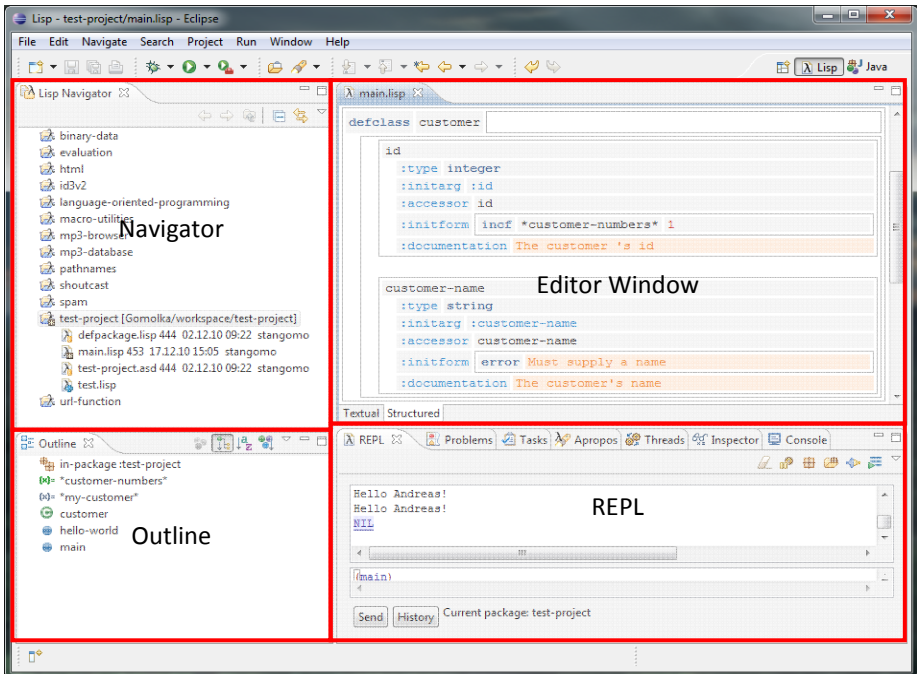 Lisp - test-project/main.lisp - Eclipse
File Edit Navigate Search Project Run Window Help
λ Lisp Java
Lisp Navigator
binary-data
evaluation
html
id3v2
language-oriented-programming
macro-utilities
mp3-browser
mp3-database
pathnames
shoutcast
spam
test-project [Gomolka/workspace/test-project]
defpackage.lisp 444 02.12.10 09:22 stangomo
main.lisp 453 17.12.10 15:05 stangomo
test-project.asd 444 02.12.10 09:22 stangomo
test.lisp
url-function
Navigator
main.lisp
defclass customer
id
:type integer
:initarg :id
:accessor id
:initform incf *customer-numbers* 1
:documentation The customer 's id
customer-name
:type string
:initarg :customer-name
:accessor customer-name
:initform error Must supply a name
:documentation The customer's name
Editor Window
Textual Structured
Outline
in-package :test-project
(x)= *customer-numbers*
(x)= *my-customer*
customer
hello-world
main
Outline
REPL Problems Tasks Apropos Threads Inspector Console
Hello Andreas!
Hello Andreas!
NIL
REPL
(main)
Send History Current package: test-project